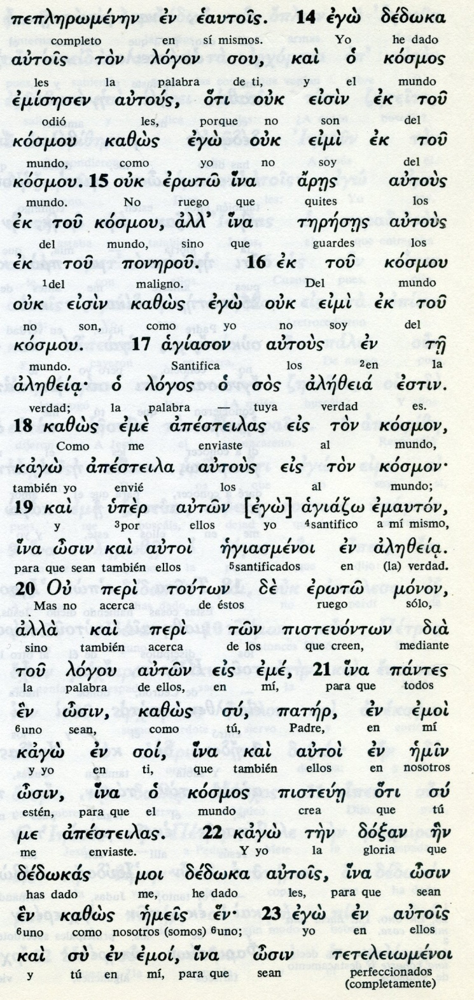 πεπληρωμένην ἐν ἑαυτοῖς. 14 ἐγὼ δέδωκα
completo en sí mismos. Yo he dado
αὐτοῖς τὸν λόγον σου, καὶ ὁ κόσμος
les la palabra de ti, y el mundo
ἐμίσησεν αὐτούς, ὅτι οὐκ εἰσὶν ἐκ τοῦ
odió les, porque no son del
κόσμου καθὼς ἐγὼ οὐκ εἰμὶ ἐκ τοῦ
mundo, como yo no soy del
κόσμου. 15 οὐκ ἐρωτῶ ἵνα ἄρῃς αὐτοὺς
mundo. No ruego que quites los
ἐκ τοῦ κόσμου, ἀλλ’ ἵνα τηρήσῃς αὐτοὺς
del mundo, sino que guardes los
ἐκ τοῦ πονηροῦ. 16 ἐκ τοῦ κόσμου
1del maligno. Del mundo
οὐκ εἰσὶν καθὼς ἐγὼ οὐκ εἰμὶ ἐκ τοῦ
no son, como yo no soy del
κόσμου. 17 ἁγίασον αὐτοὺς ἐν τῇ
mundo. Santifica los 2en la
ἀληθείᾳ· ὁ λόγος ὁ σὸς ἀλήθειά ἐστιν.
verdad; la palabra — tuya verdad es.
18 καθὼς ἐμὲ ἀπέστειλας εἰς τὸν κόσμον,
Como me enviaste al mundo,
κἀγὼ ἀπέστειλα αὐτοὺς εἰς τὸν κόσμον·
también yo envié los al mundo;
19 καὶ ὑπὲρ αὐτῶν [ἐγὼ] ἁγιάζω ἐμαυτόν,
y 3por ellos yo 4santifico a mí mismo,
ἵνα ὦσιν καὶ αὐτοὶ ἡγιασμένοι ἐν ἀληθείᾳ.
para que sean también ellos 5santificados en (la) verdad.
20 Οὐ περὶ τούτων δὲ ἐρωτῶ μόνον,
Mas no acerca de éstos ruego sólo,
ἀλλὰ καὶ περὶ τῶν πιστευόντων διὰ
sino también acerca de los que creen, mediante
τοῦ λόγου αὐτῶν εἰς ἐμέ, 21 ἵνα πάντες
la palabra de ellos, en mí, para que todos
ἓν ὦσιν, καθὼς σύ, πατήρ, ἐν ἐμοὶ
6uno sean, como tú, Padre, en mí
κἀγὼ ἐν σοί, ἵνα καὶ αὐτοὶ ἐν ἡμῖν
y yo en ti, que también ellos en nosotros
ὦσιν, ἵνα ὁ κόσμος πιστεύῃ ὅτι σύ
estén, para que el mundo crea que tú
με ἀπέστειλας. 22 κἀγὼ τὴν δόξαν ἣν
me enviaste. Y yo la gloria que
δέδωκάς μοι δέδωκα αὐτοῖς, ἵνα ὦσιν
has dado me, he dado les, para que sean
ἓν καθὼς ἡμεῖς ἕν· 23 ἐγὼ ἐν αὐτοῖς
6uno como nosotros (somos) 6uno; yo en ellos
καὶ σὺ ἐν ἐμοί, ἵνα ὦσιν τετελειωμένοι
y tú en mí, para que sean perfeccionados
(completamente)